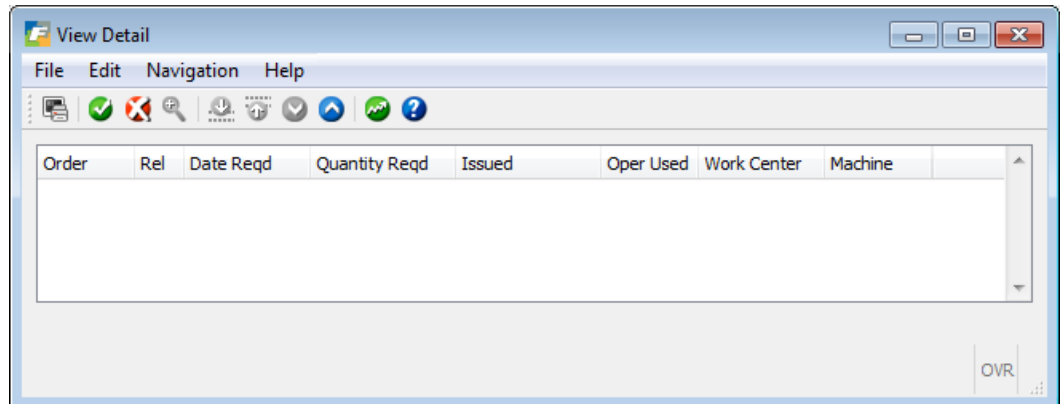 View Detail
File Edit Navigation Help
Order Rel Date Reqd Quantity Reqd Issued Oper Used Work Center Machine
OVR